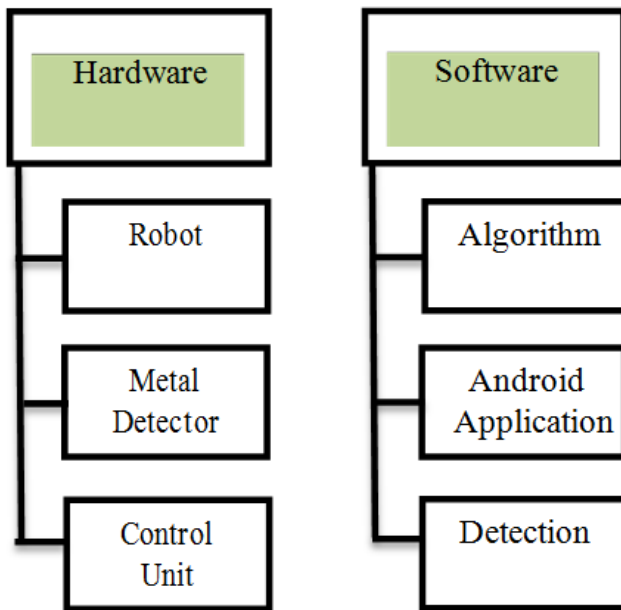 Hardware
Robot
Metal
Detector
Control
Unit
Software
Algorithm
Android
Application
Detection